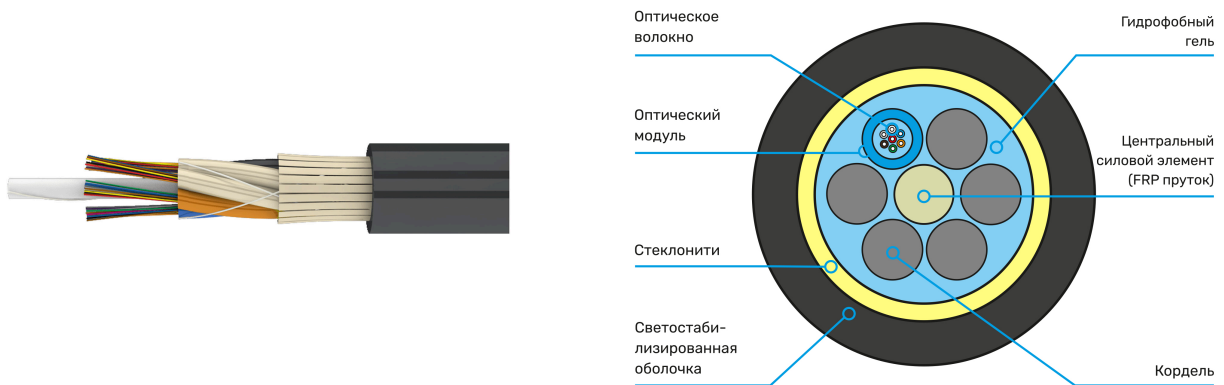 Оптическое
волокно
Оптический
модуль
Стеклонити
Светостаби-
лизированная
оболочка
Гидрофобный
гель
Центральный
силовой элемент
(FRP пруток)
Кордель